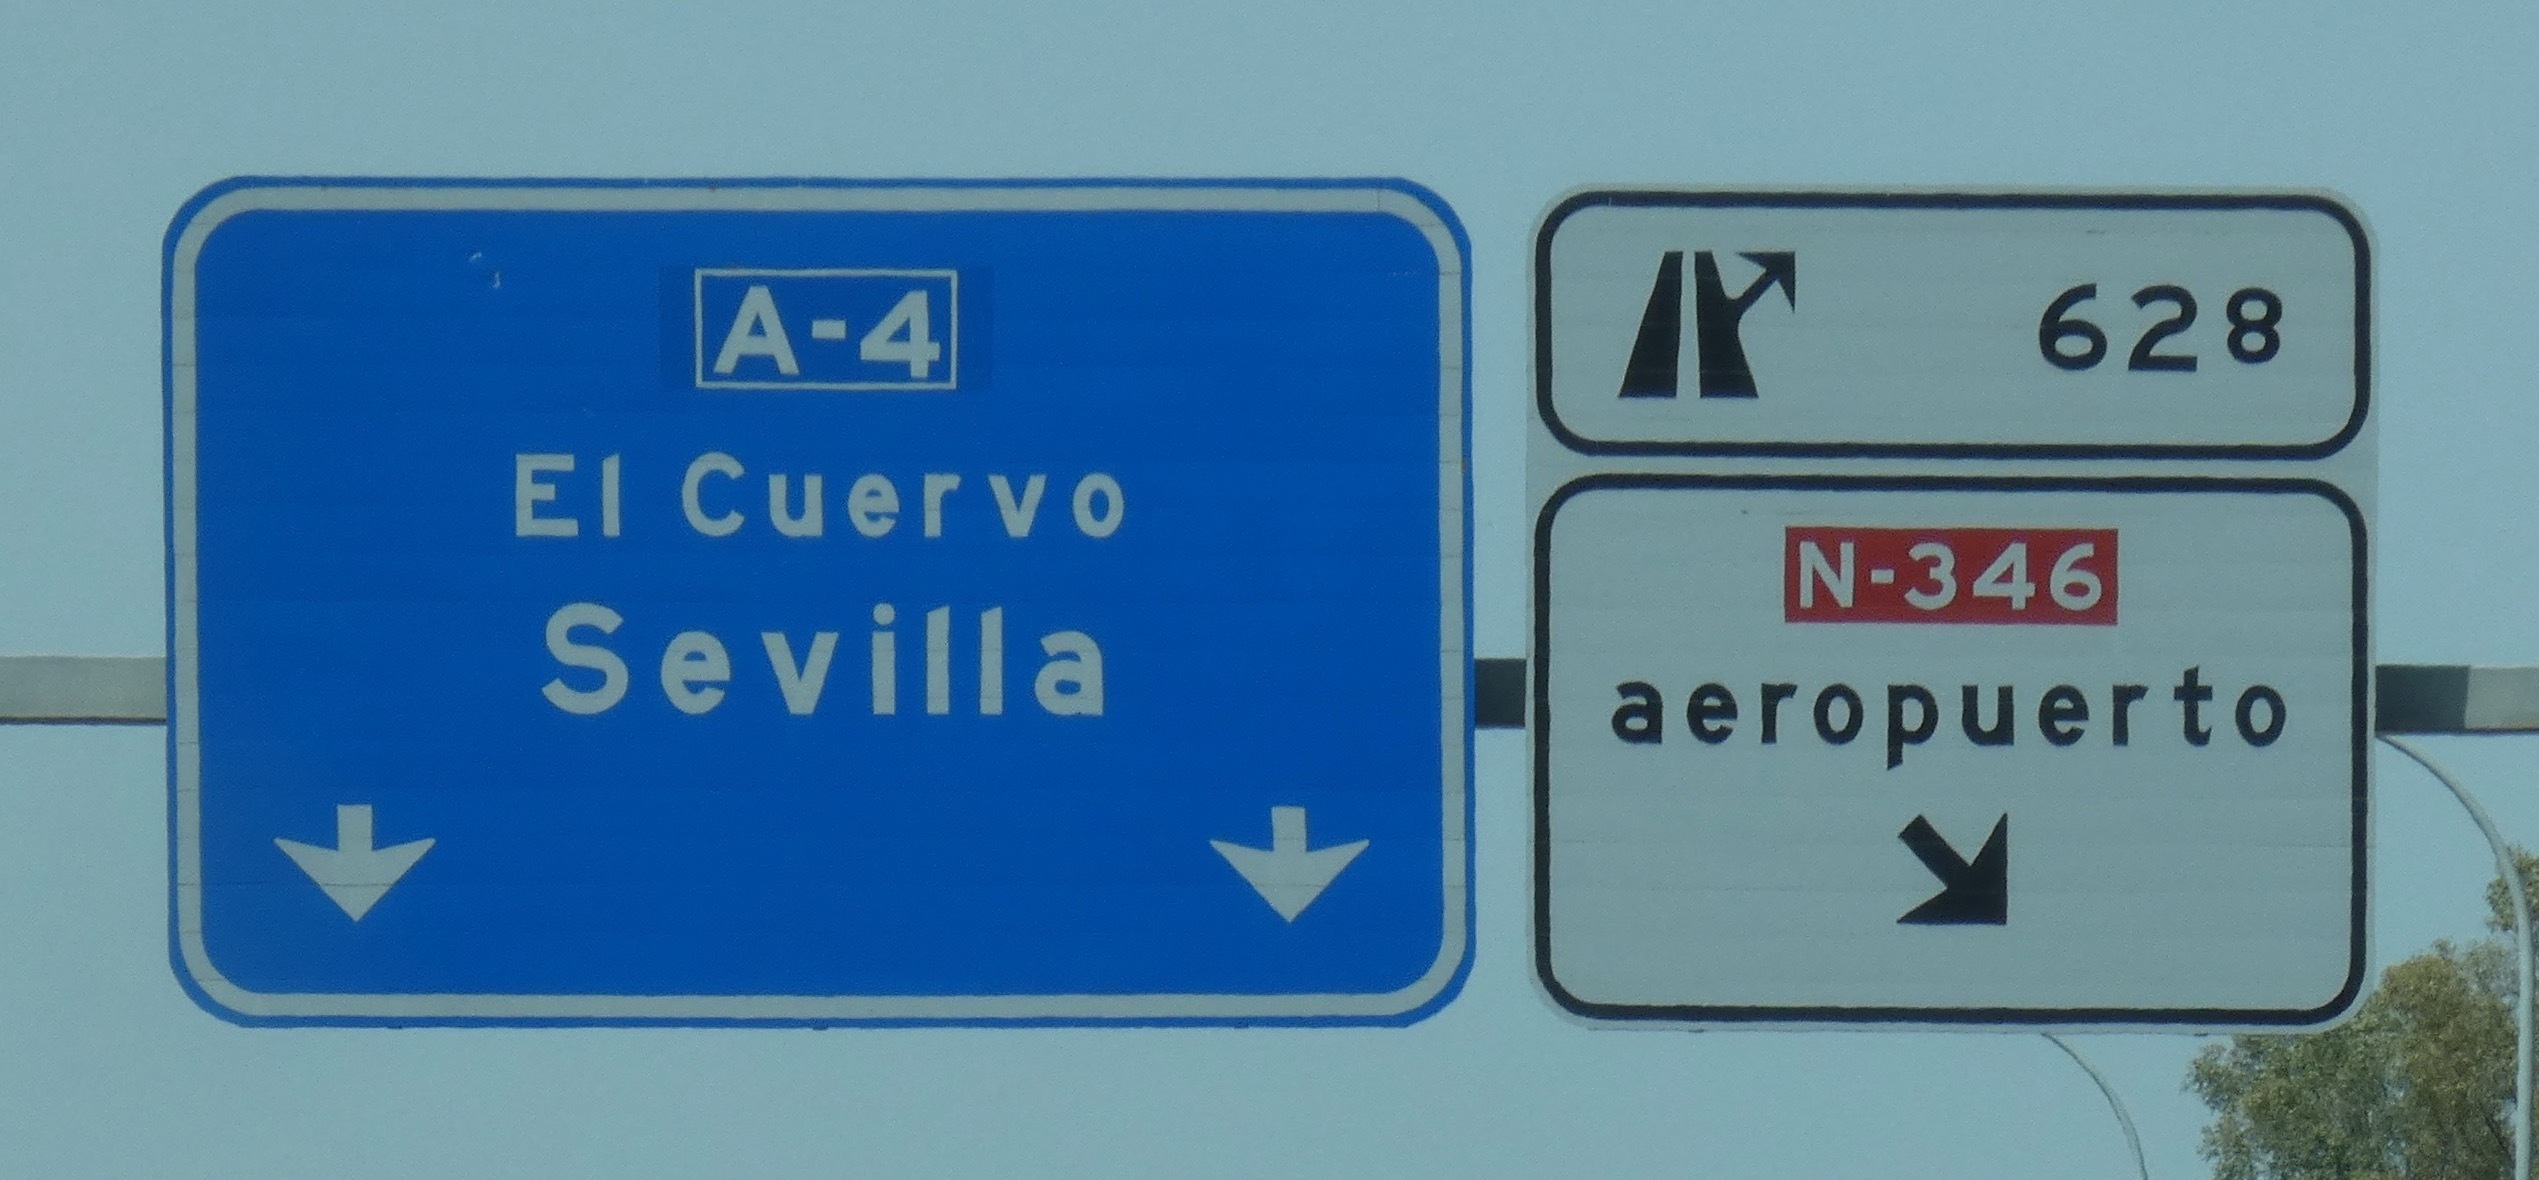 A-4
El Cuervo
Sevilla
628
N-346
aeropuerto